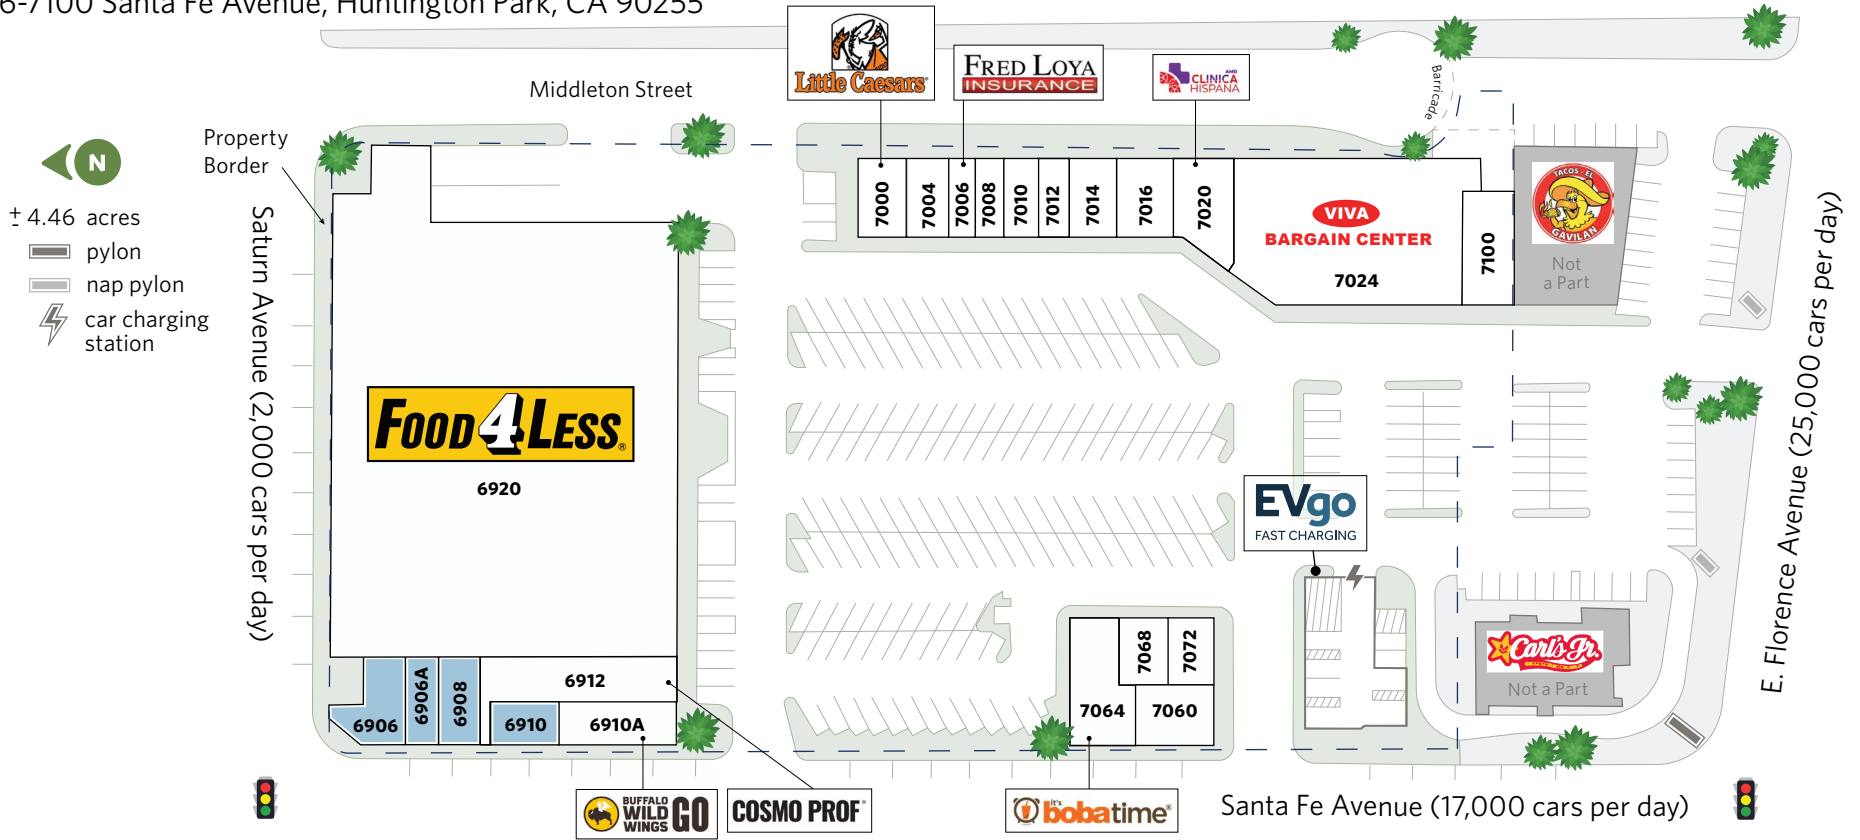 6-7100 Santa Fe Avenue, Huntington Park, CA 90255
Little Caesars
FRED LOYA
INSURANCE
AMD
CLINICA
HISPANA
Middleton Street
Barricade
Property
Border
N
± 4.46 acres
pylon
nap pylon
car charging
station
Saturn Avenue (2,000 cars per day)
7000
7004
7006
7008
7010
7012
7014
7016
7020
VIVA
BARGAIN CENTER
7024
7100
TACOS - EL
GAVILAN
Not
a Part
E. Florence Avenue (25,000 cars per day)
FOOD 4 LESS®
6920
EVgo
FAST CHARGING
6906
6906A
6908
6912
6910
6910A
7064
7068
7072
7060
Carl's Jr.
Not a Part
BUFFALO
WILD
WINGS
GO
COSMO PROF®
it's
bobatime®
Santa Fe Avenue (17,000 cars per day)